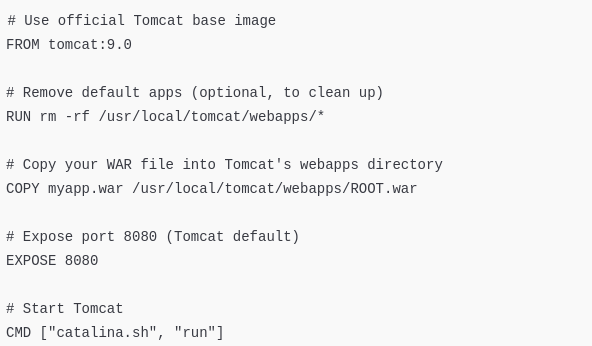 # Use official Tomcat base image
FROM tomcat:9.0
# Remove default apps (optional, to clean up)
RUN rm -rf /usr/local/tomcat/webapps/*
# Copy your WAR file into Tomcat's webapps directory
COPY myapp.war /usr/local/tomcat/webapps/ROOT.war
# Expose port 8080 (Tomcat default)
EXPOSE 8080
# Start Tomcat
CMD ["catalina.sh", "run"]